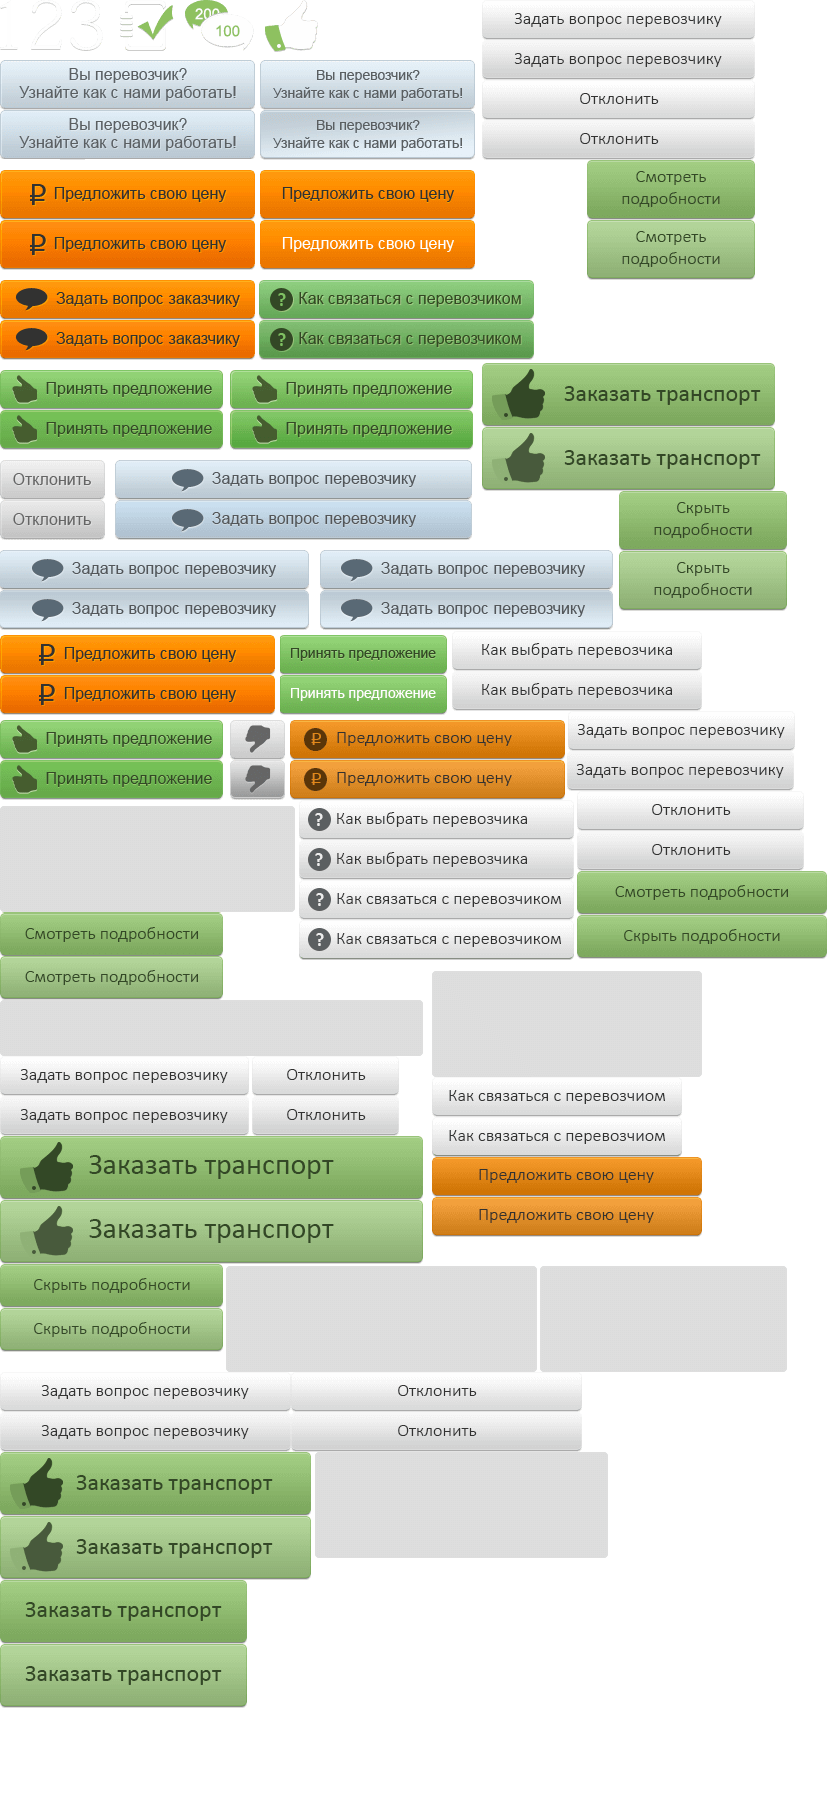 123
200
100
Задать вопрос перевозчику
Задать вопрос перевозчику
Отклонить
Отклонить
Вы перевозчик?
Узнайте как с нами работать!
Вы перевозчик?
Узнайте как с нами работать!
Вы перевозчик?
Узнайте как с нами работать!
Вы перевозчик?
Узнайте как с нами работать!
Смотреть
подробности
Смотреть
подробности
Предложить свою цену
Предложить свою цену
Предложить свою цену
Предложить свою цену
Задать вопрос заказчику
Как связаться с перевозчиком
Задать вопрос заказчику
Как связаться с перевозчиком
Принять предложение
Принять предложение
Принять предложение
Принять предложение
Заказать транспорт
Заказать транспорт
Отклонить
Задать вопрос перевозчику
Отклонить
Задать вопрос перевозчику
Скрыть
подробности
Скрыть
подробности
Задать вопрос перевозчику
Задать вопрос перевозчику
Задать вопрос перевозчику
Задать вопрос перевозчику
Предложить свою цену
Принять предложение
Как выбрать перевозчика
Предложить свою цену
Принять предложение
Как выбрать перевозчика
Принять предложение
Предложить свою цену
Задать вопрос перевозчику
Принять предложение
Предложить свою цену
Задать вопрос перевозчику
Как выбрать перевозчика
Отклонить
Как выбрать перевозчика
Отклонить
Как связаться с перевозчиком
Смотреть подробности
Как связаться с перевозчиком
Скрыть подробности
Смотреть подробности
Смотреть подробности
Задать вопрос перевозчику
Отклонить
Задать вопрос перевозчику
Отклонить
Как связаться с перевозчиом
Как связаться с перевозчиом
Заказать транспорт
Предложить свою цену
Заказать транспорт
Предложить свою цену
Скрыть подробности
Скрыть подробности
Задать вопрос перевозчику
Отклонить
Задать вопрос перевозчику
Отклонить
Заказать транспорт
Заказать транспорт
Заказать транспорт
Заказать транспорт